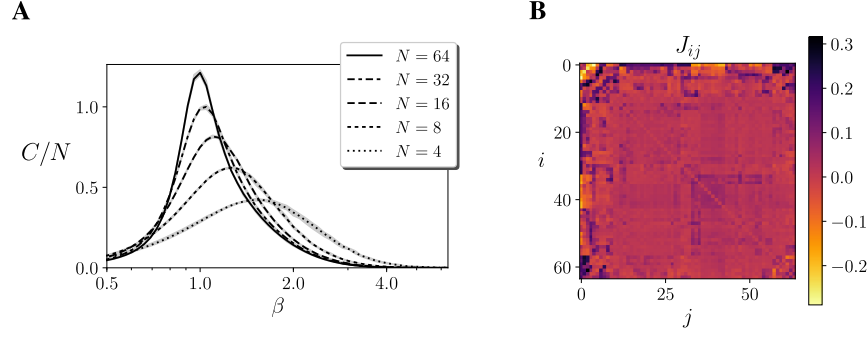 A
N = 64
N = 32
N = 16
N = 8
N = 4
C/N
1.0
0.5
0.0
0.5 1.0 2.0 4.0
β
B
J_{ij}
0
20
40
60
i
0 25 50
j
0.3
0.2
0.1
0.0
−0.1
−0.2